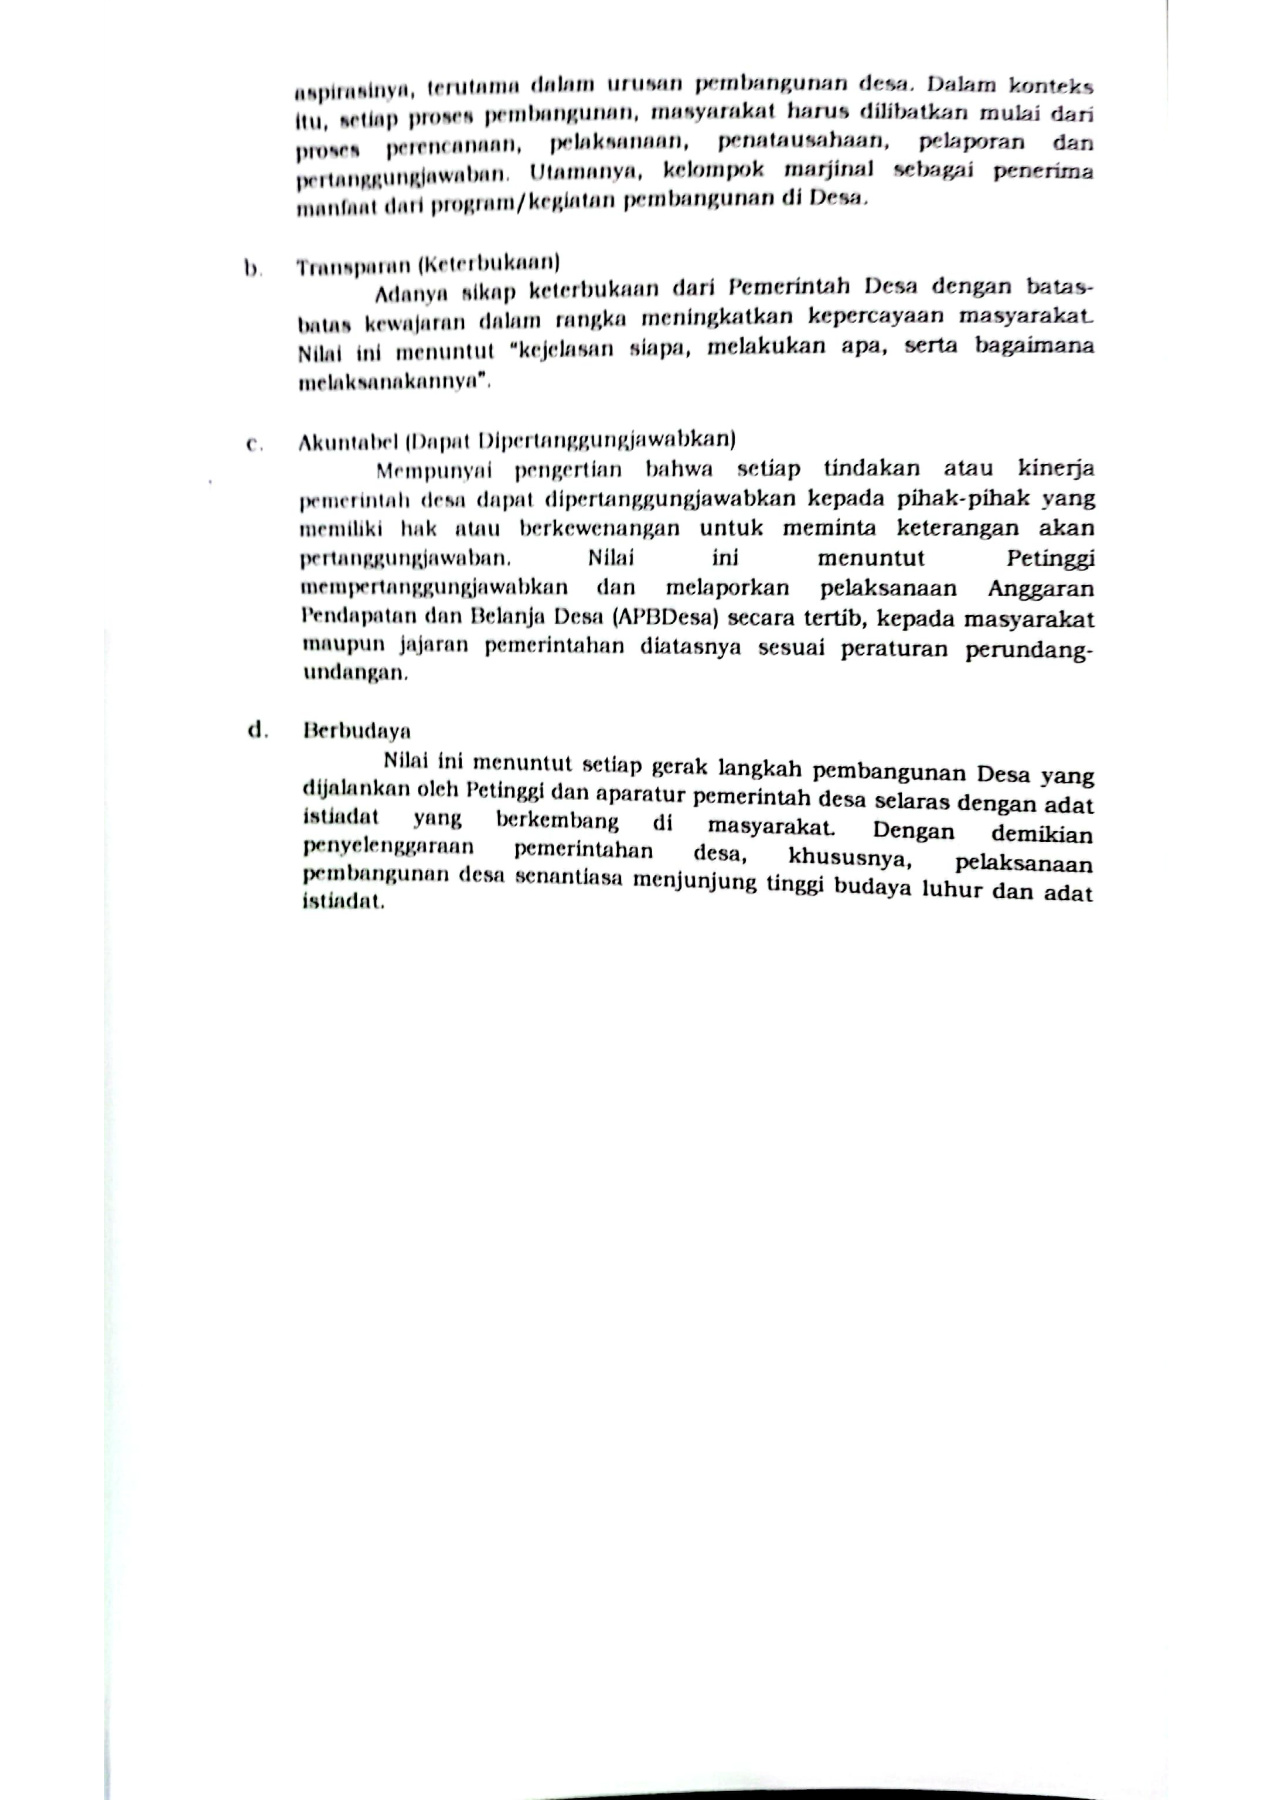 aspirasinya, terutama dalam urusan pembangunan desa. Dalam konteks
itu, setiap proses pembangunan, masyarakat harus dilibatkan mulai dari
proses perencanaan, pelaksanaan, penatausahaan, pelaporan dan
pertanggungjawaban. Utamanya, kelompok marjinal sebagai penerima
manfaat dari program/kegiatan pembangunan di Desa.
b. Transparan (Keterbukaan)
Adanya sikap keterbukaan dari Pemerintah Desa dengan batas-
batas kewajaran dalam rangka meningkatkan kepercayaan masyarakat.
Nilai ini menuntut "kejelasan siapa, melakukan apa, serta bagaimana
melaksanakannya".
c. Akuntabel (Dapat Dipertanggungjawabkan)
Mempunyai pengertian bahwa setiap tindakan atau kinerja
pemerintah desa dapat dipertanggungjawabkan kepada pihak-pihak yang
memiliki hak atau berkewenangan untuk meminta keterangan akan
pertanggungjawaban. Nilai ini menuntut Petinggi
mempertanggungjawabkan dan melaporkan pelaksanaan Anggaran
Pendapatan dan Belanja Desa (APBDesa) secara tertib, kepada masyarakat
maupun jajaran pemerintahan diatasnya sesuai peraturan perundang-
undangan.
d. Berbudaya
Nilai ini menuntut setiap gerak langkah pembangunan Desa yang
dijalankan oleh Petinggi dan aparatur pemerintah desa selaras dengan adat
istiadat yang berkembang di masyarakat. Dengan demikian
penyelenggaraan pemerintahan desa, khususnya, pelaksanaan
pembangunan desa senantiasa menjunjung tinggi budaya luhur dan adat
istiadat.